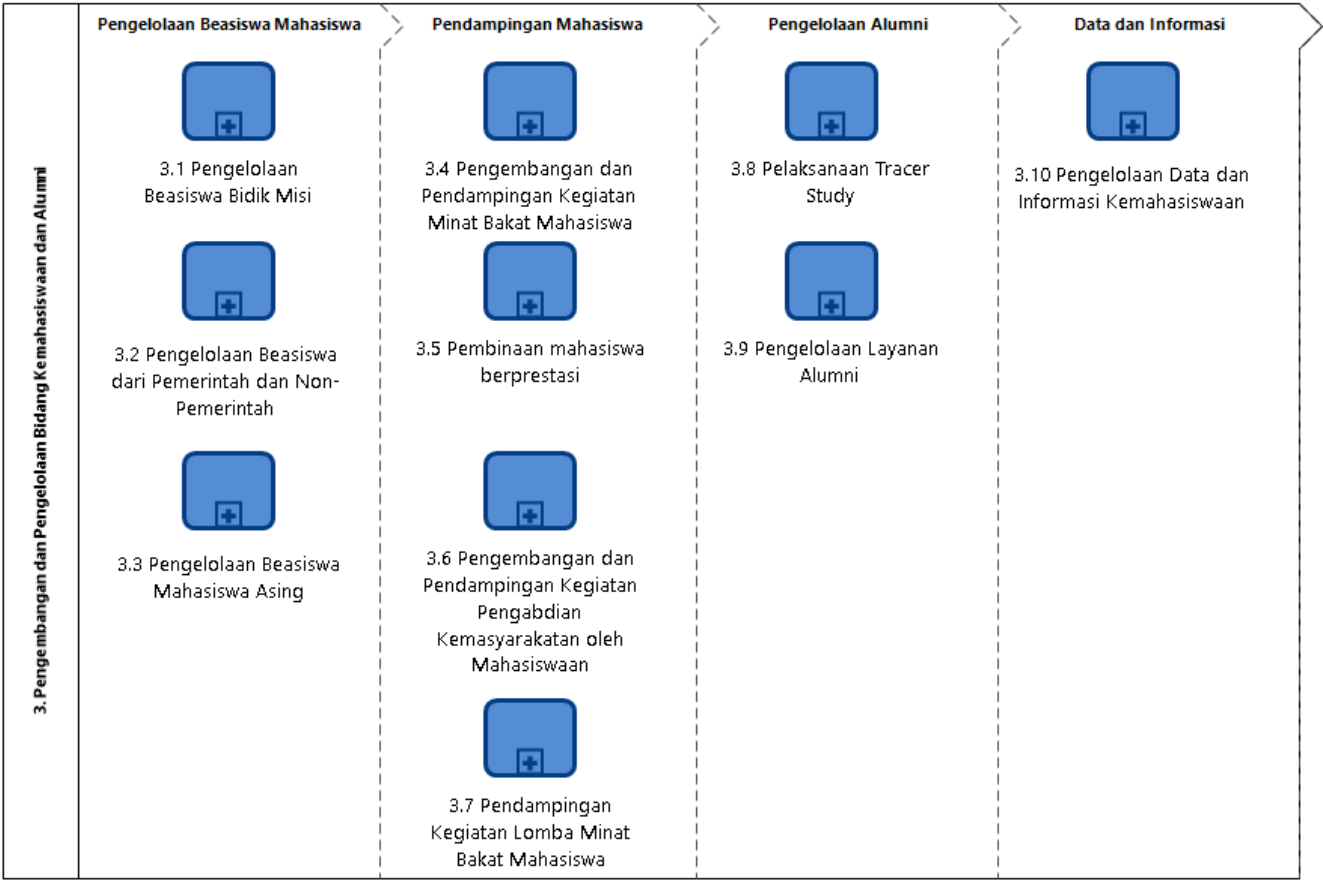 Pengelolaan Beasiswa Mahasiswa
Pendampingan Mahasiswa
Pengelolaan Alumni
Data dan Informasi
3. Pengembangan dan Pengelolaan Bidang Kemahasiswaan dan Alumni
3.1 Pengelolaan
Beasiswa Bidik Misi
3.2 Pengelolaan Beasiswa
dari Pemerintah dan Non-
Pemerintah
3.3 Pengelolaan Beasiswa
Mahasiswa Asing
3.4 Pengembangan dan
Pendampingan Kegiatan
Minat Bakat Mahasiswa
3.5 Pembinaan mahasiswa
berprestasi
3.6 Pengembangan dan
Pendampingan Kegiatan
Pengabdian
Kemasyarakatan oleh
Mahasiswaan
3.7 Pendampingan
Kegiatan Lomba Minat
Bakat Mahasiswa
3.8 Pelaksanaan Tracer
Study
3.9 Pengelolaan Layanan
Alumni
3.10 Pengelolaan Data dan
Informasi Kemahasiswaan